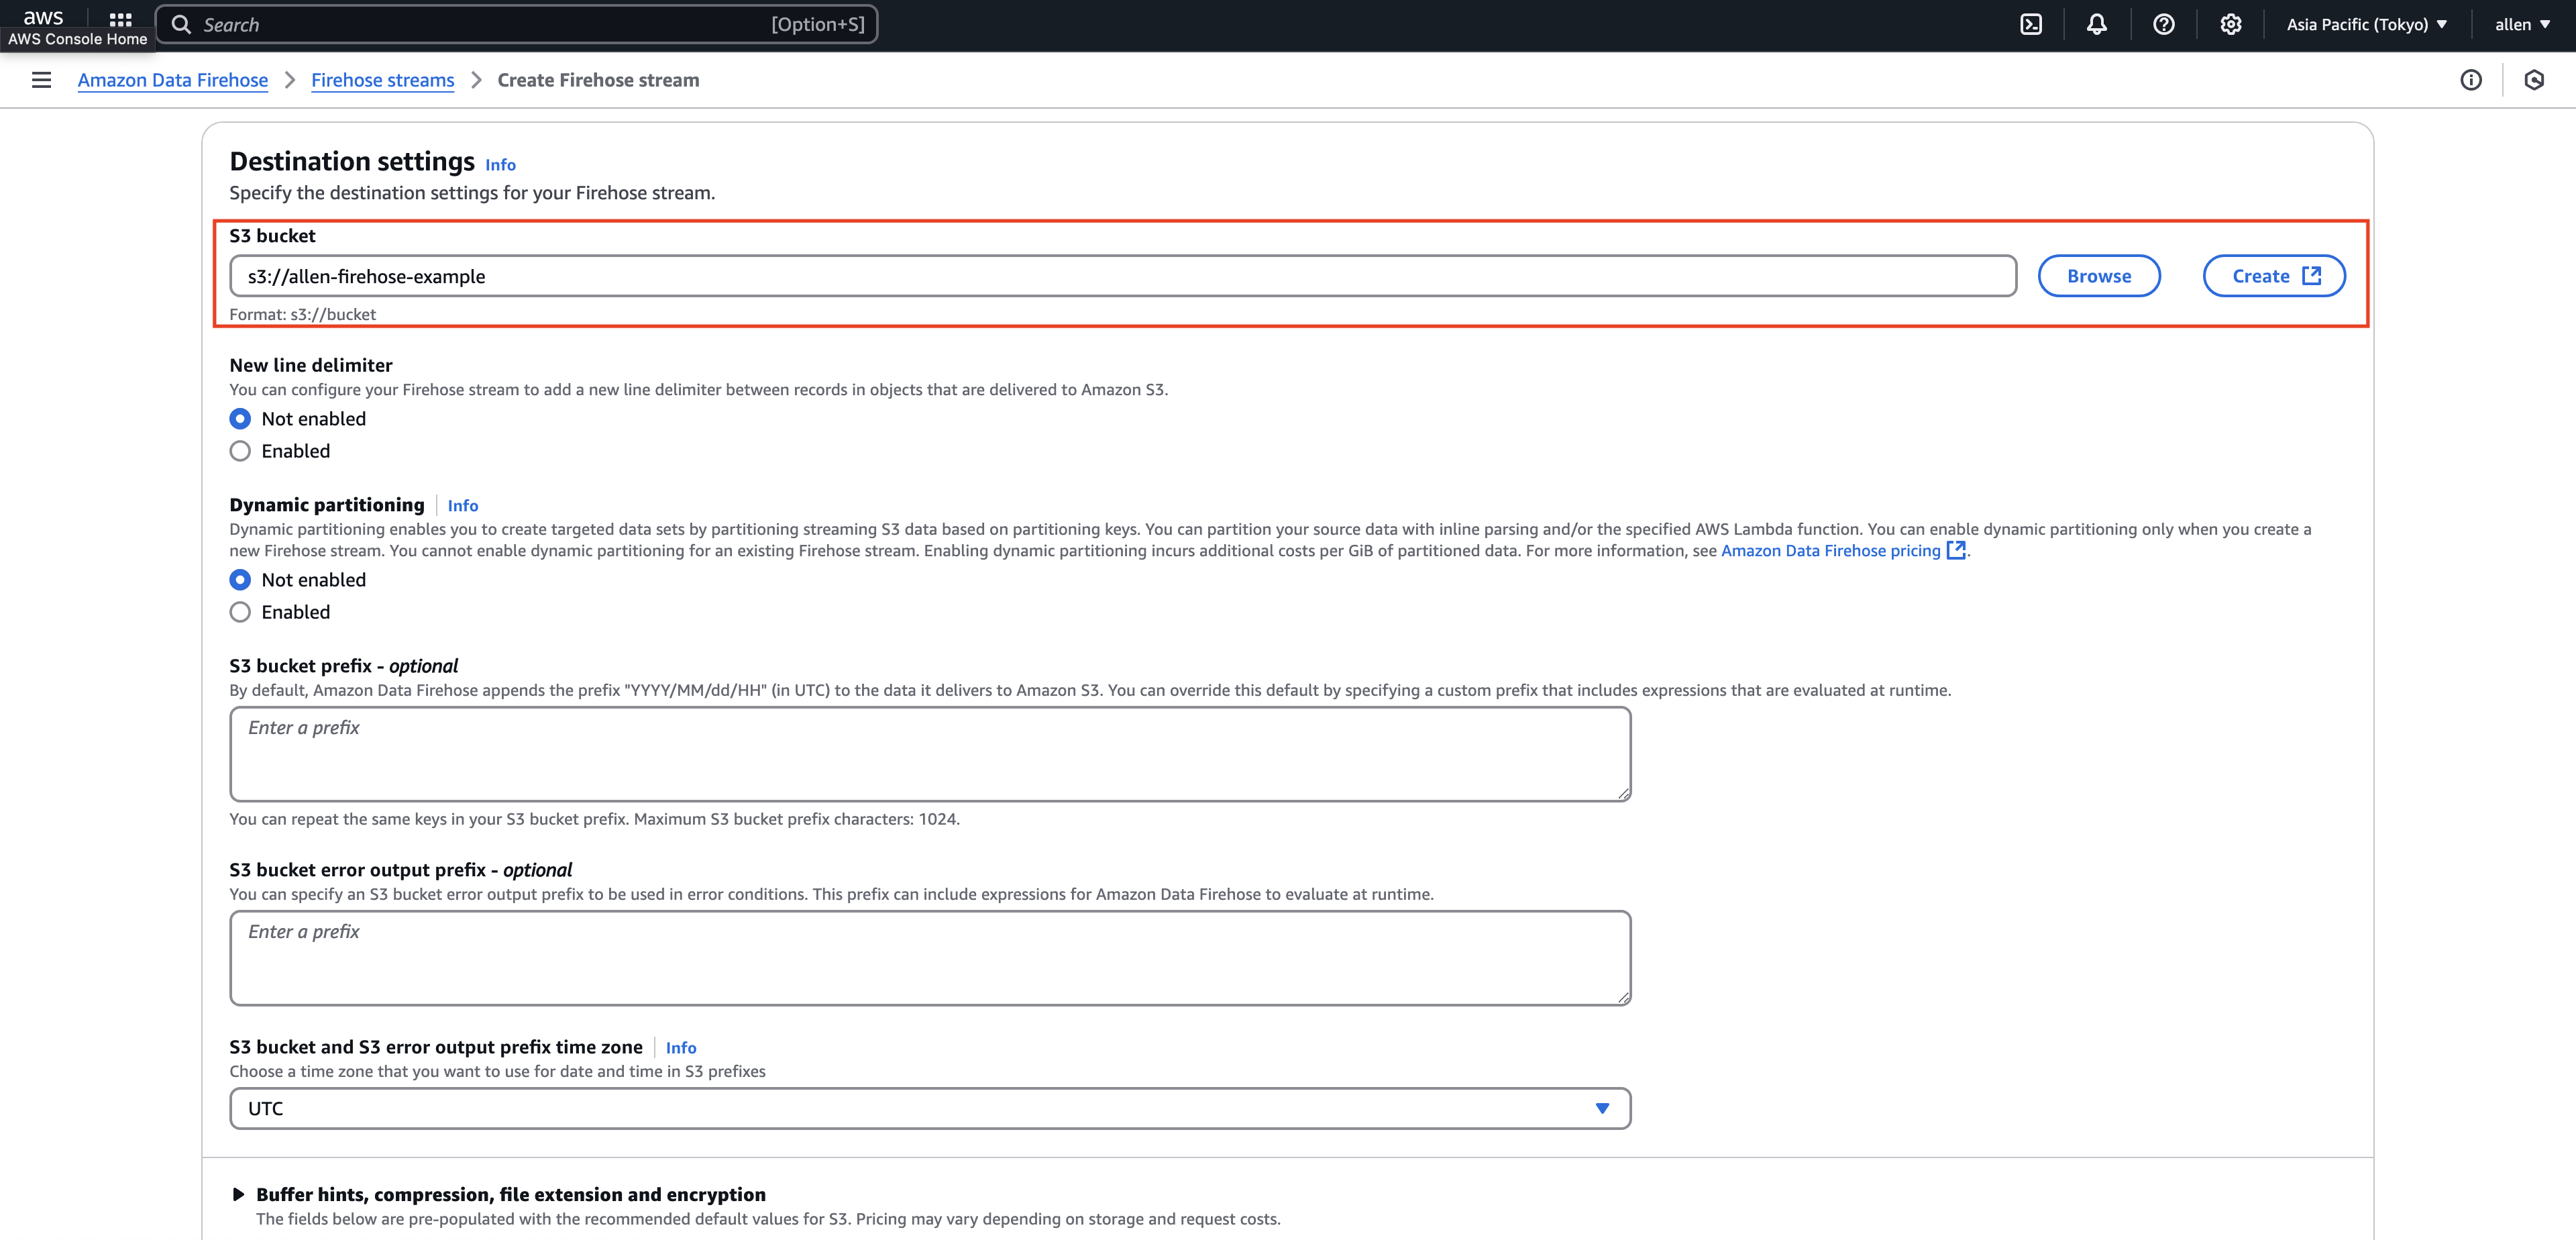 aws
Search [Option+S] Asia Pacific (Tokyo) allen
AWS Console Home
Amazon Data Firehose Firehose streams Create Firehose stream
Destination settings Info
Specify the destination settings for your Firehose stream.
S3 bucket
s3://allen-firehose-example Browse Create
Format: s3://bucket
New line delimiter
You can configure your Firehose stream to add a new line delimiter between records in objects that are delivered to Amazon S3.
Not enabled
Enabled
Dynamic partitioning Info
Dynamic partitioning enables you to create targeted data sets by partitioning streaming S3 data based on partitioning keys. You can partition your source data with inline parsing and/or the specified AWS Lambda function. You can enable dynamic partitioning only when you create a
new Firehose stream. You cannot enable dynamic partitioning for an existing Firehose stream. Enabling dynamic partitioning incurs additional costs per GiB of partitioned data. For more information, see Amazon Data Firehose pricing.
Not enabled
Enabled
S3 bucket prefix - optional
By default, Amazon Data Firehose appends the prefix "YYYY/MM/dd/HH" (in UTC) to the data it delivers to Amazon S3. You can override this default by specifying a custom prefix that includes expressions that are evaluated at runtime.
Enter a prefix
You can repeat the same keys in your S3 bucket prefix. Maximum S3 bucket prefix characters: 1024.
S3 bucket error output prefix - optional
You can specify an S3 bucket error output prefix to be used in error conditions. This prefix can include expressions for Amazon Data Firehose to evaluate at runtime.
Enter a prefix
S3 bucket and S3 error output prefix time zone Info
Choose a time zone that you want to use for date and time in S3 prefixes
UTC
Buffer hints, compression, file extension and encryption
The fields below are pre-populated with the recommended default values for S3. Pricing may vary depending on storage and request costs.